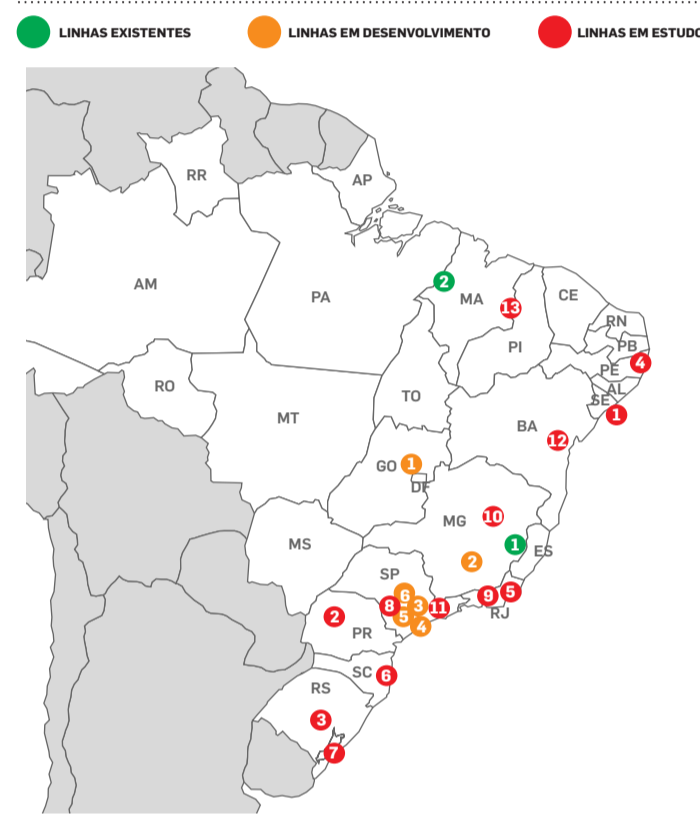 LINHAS EXISTENTES LINHAS EM DESENVOLVIMENTO LINHAS EM ESTUDO
RR
AP
AM
PA
2
MA
13
CE
RN
PB
PI
PE
4
RO
TO
AL
SE
1
MT
BA
12
GO
1
DF
MG
10
MS
1
ES
2
SP
6
8
3
11
9
5
RJ
5
4
2
PR
SC
6
RS
3
7